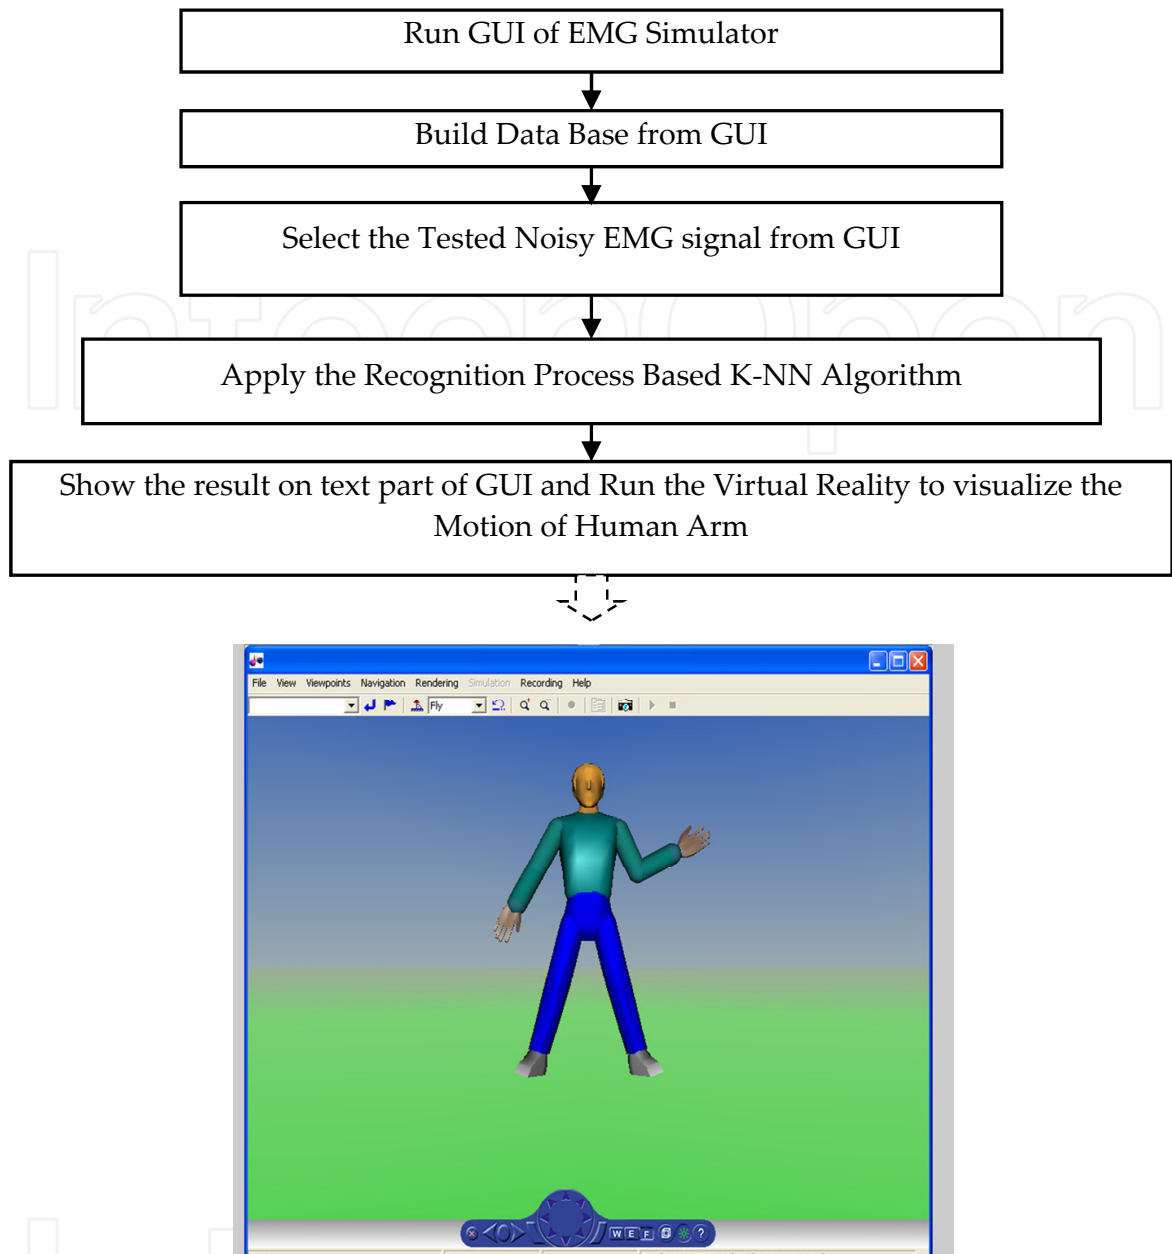 Run GUI of EMG Simulator
Build Data Base from GUI
Select the Tested Noisy EMG signal from GUI
Apply the Recognition Process Based K-NN Algorithm
Show the result on text part of GUI and Run the Virtual Reality to visualize the
Motion of Human Arm
File View Viewpoints Navigation Rendering Simulation Recording Help
Fly
W E F ?
IntechOpen